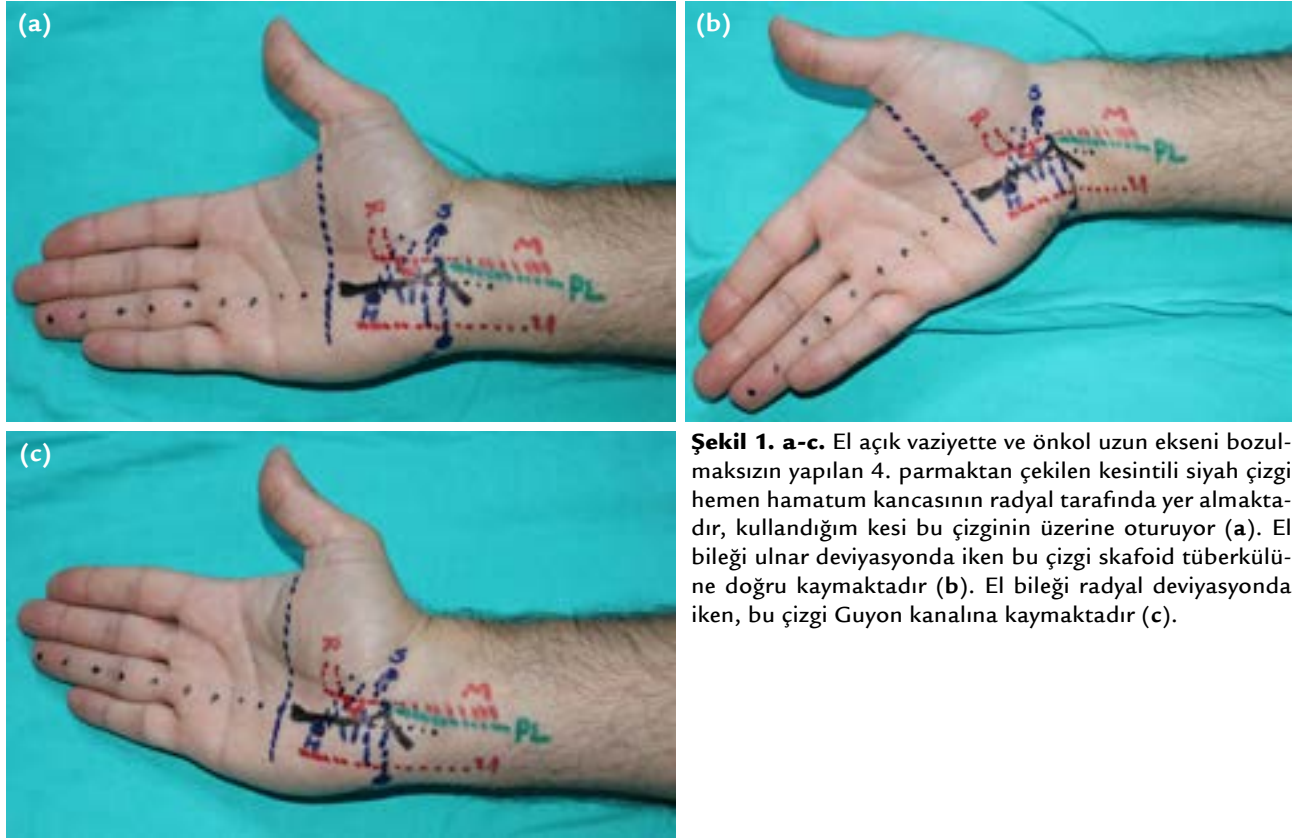 (a)
S
R
M
PL
H
U
(b)
S
R
M
PL
H
U
(c)
S
R
M
PL
H
U
Şekil 1. a-c. El açık vaziyette ve önkol uzun ekseni bozul-
maksızın yapılan 4. parmaktan çekilen kesintili siyah çizgi
hemen hamatum kancasının radyal tarafında yer almakta-
dır, kullandığım kesi bu çizginin üzerine oturuyor (a). El
bileği ulnar deviyasyonda iken bu çizgi skafoid tüberkülü-
ne doğru kaymaktadır (b). El bileği radyal deviyasyonda
iken, bu çizgi Guyon kanalına kaymaktadır (c).